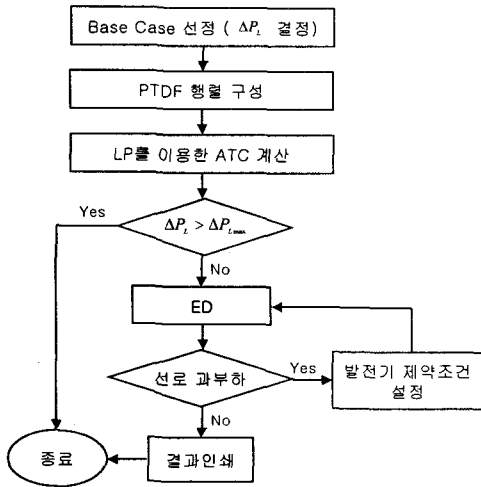 Base Case 선정 ( ΔP_L 결정)
PTDF 행렬 구성
LP를 이용한 ATC 계산
Yes
ΔP_L > ΔP_Lmax
No
ED
선로 과부하
Yes
발전기 제약조건
설정
No
종료
결과인쇄